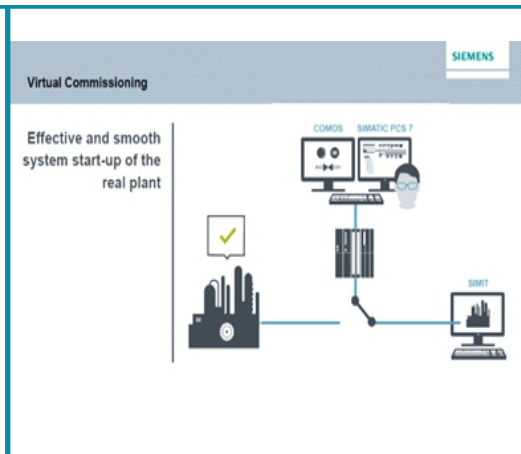 SIEMENS
Virtual Commissioning
Effective and smooth
system start-up of the
real plant
COMOS SIMATIC PCS 7
SIMIT